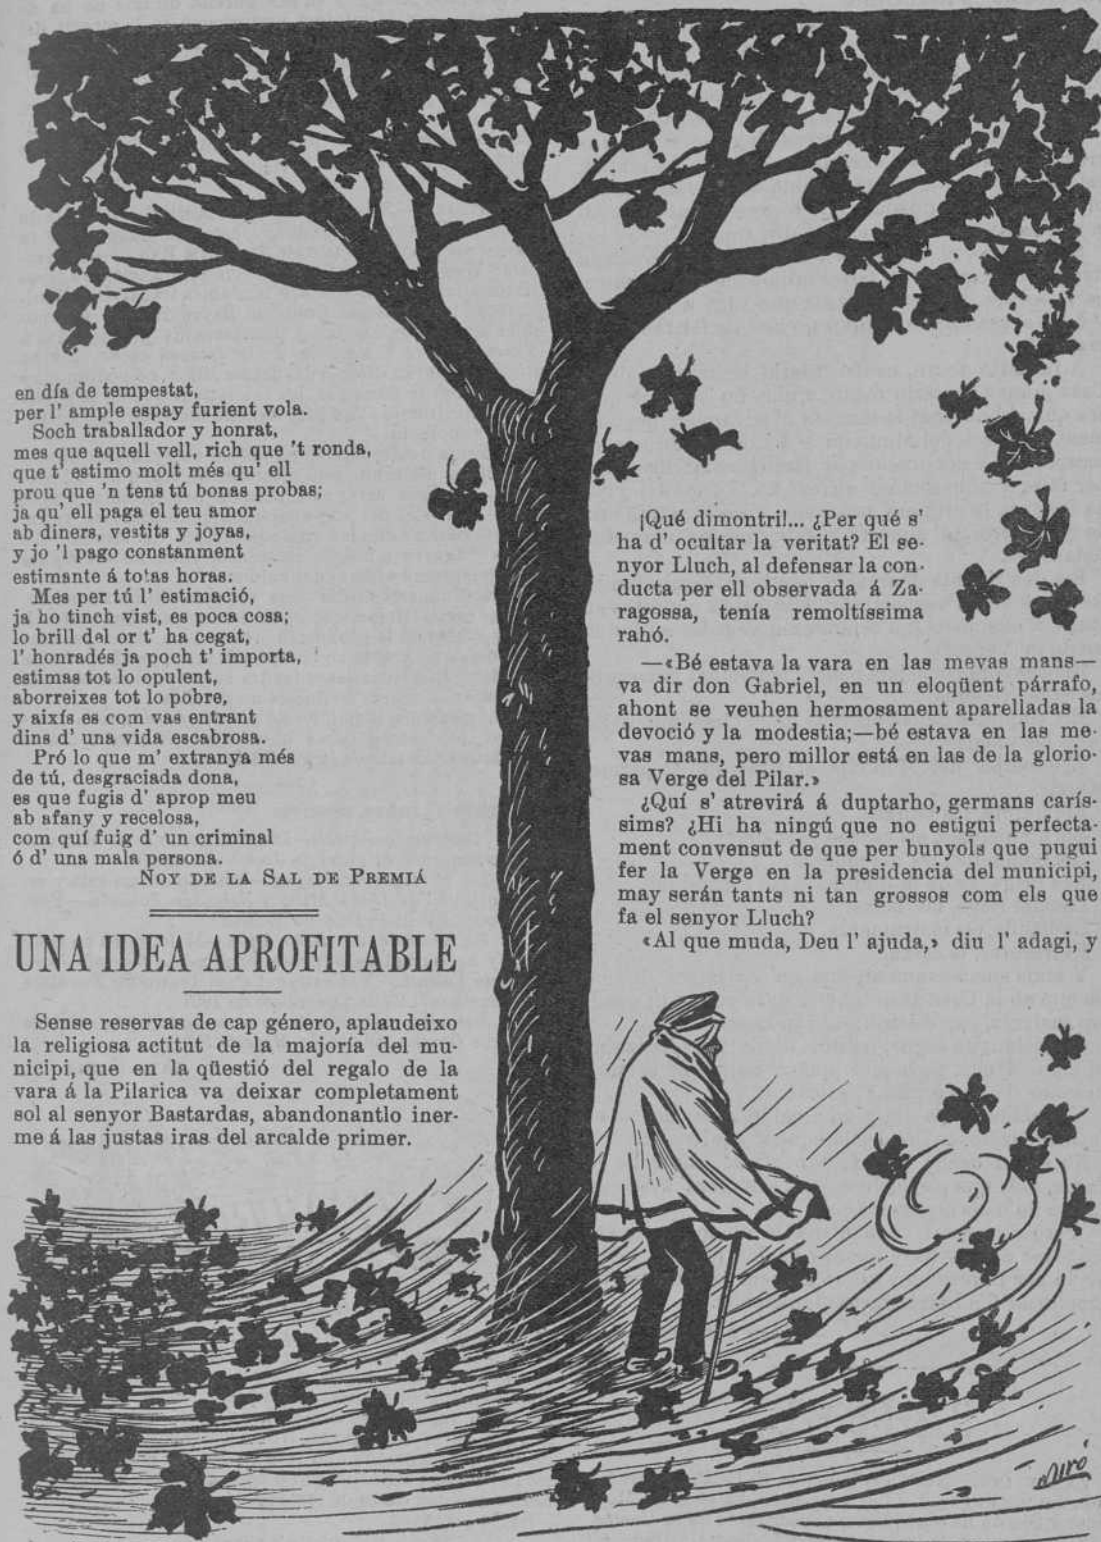 en día de tempestat,
per l' ample espay furient vola.
Soch traballador y honrat,
mes que aquell vell, rich que 't ronda,
que t' estimo molt més qu' ell
prou que 'n tens tú bonas probas;
ja qu' ell paga el teu amor
ab diners, vestits y joyas,
y jo 'l pago constanment
estimante á totas horas.
Mes per tú l' estimació,
ja ho tinch vist, es poca cosa;
lo brill del or t' ha cegat,
l' honradés ja poch t' importa,
estimas tot lo opulent,
aborreixes tot lo pobre,
y aixís es com vas entrant
dins d' una vida escabrosa.
Pró lo que m' extranya més
de tú, desgraciada dona,
es que fugis d' aprop meu
ab afany y recelosa,
com quí fuig d' un criminal
ó d' una mala persona.
NOY DE LA SAL DE PREMIÁ
UNA IDEA APROFITABLE
Sense reservas de cap género, aplaudeixo
la religiosa actitut de la majoría del mu-
nicipi, que en la qüestió del regalo de la
vara á la Pilarica va deixar completament
sol al senyor Bastardas, abandonantlo iner-
me á las justas iras del arcalde primer.
¡Qué dimontri!... ¿Per qué s'
ha d' ocultar la veritat? El se-
nyor Lluch, al defensar la con-
ducta per ell observada á Za-
ragossa, tenía remoltíssima
rahó.
—«Bé estava la vara en las mevas mans—
va dir don Gabriel, en un eloqüent párrafo,
ahont se veuhen hermosament aparelladas la
devoció y la modestia;—bé estava en las me-
vas mans, pero millor está en las de la glorio-
sa Verge del Pilar.»
¿Quí s' atrevirá á duptarho, germans carís-
sims? ¿Hi ha ningú que no estigui perfecta-
ment convensut de que per bunyols que pugui
fer la Verge en la presidencia del municipi,
may serán tants ni tan grossos com els que
fa el senyor Lluch?
«Al que muda, Deu l' ajuda,» diu l' adagi, y
Miró